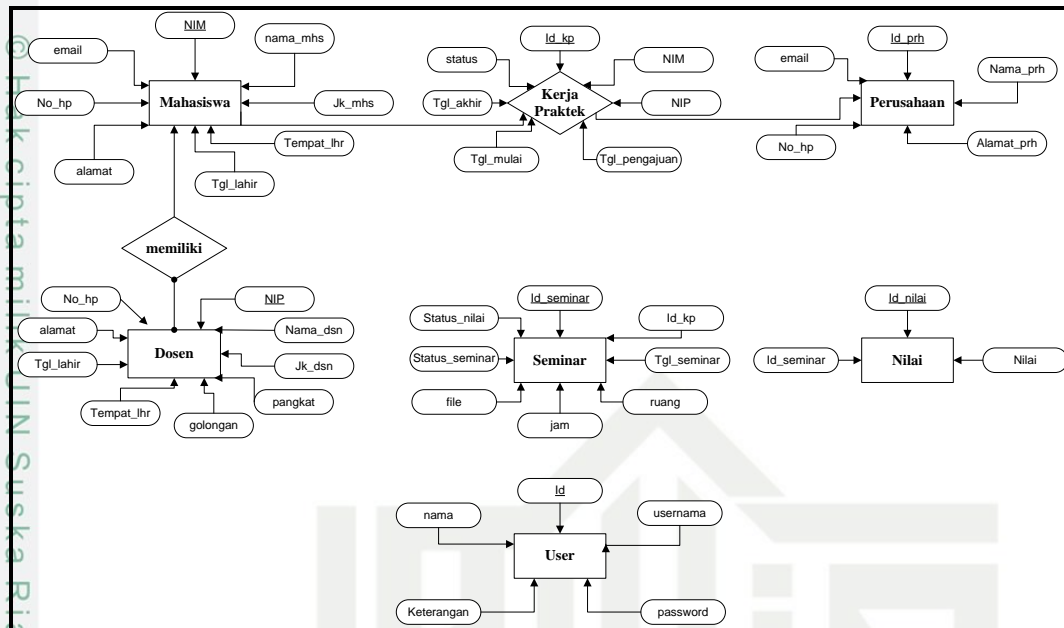 © Hak cipta milik UIN Suska Ria
NIM
nama_mhs
email
Mahasiswa
No_hp
Jk_mhs
Tempat_lhr
alamat
Tgl_lahir
Id_kp
status
NIM
Kerja
Praktek
Tgl_akhir
NIP
Tgl_mulai
Tgl_pengajuan
Id_prh
email
Nama_prh
Perusahaan
No_hp
Alamat_prh
memiliki
No_hp
NIP
alamat
Nama_dsn
Dosen
Tgl_lahir
Jk_dsn
Tempat_lhr
pangkat
golongan
Id_seminar
Status_nilai
Id_kp
Seminar
Status_seminar
Tgl_seminar
file
ruang
jam
Id_nilai
Id_seminar
Nilai
Nilai
Id
nama
usernama
User
Keterangan
password